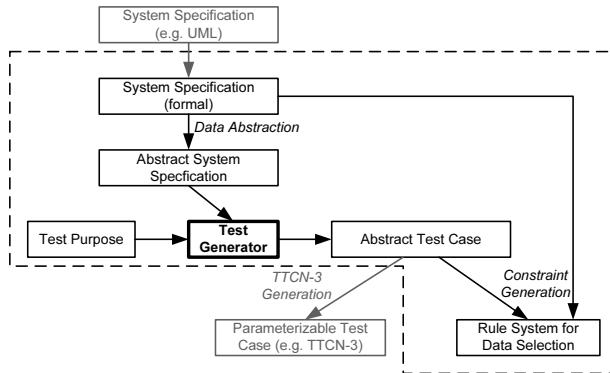 System Specification
(e.g. UML)
System Specification
(formal)
Data Abstraction
Abstract System
Specfication
Test Purpose
Test
Generator
Abstract Test Case
TTCN-3
Generation
Constraint
Generation
Parameterizable Test
Case (e.g. TTCN-3)
Rule System for
Data Selection